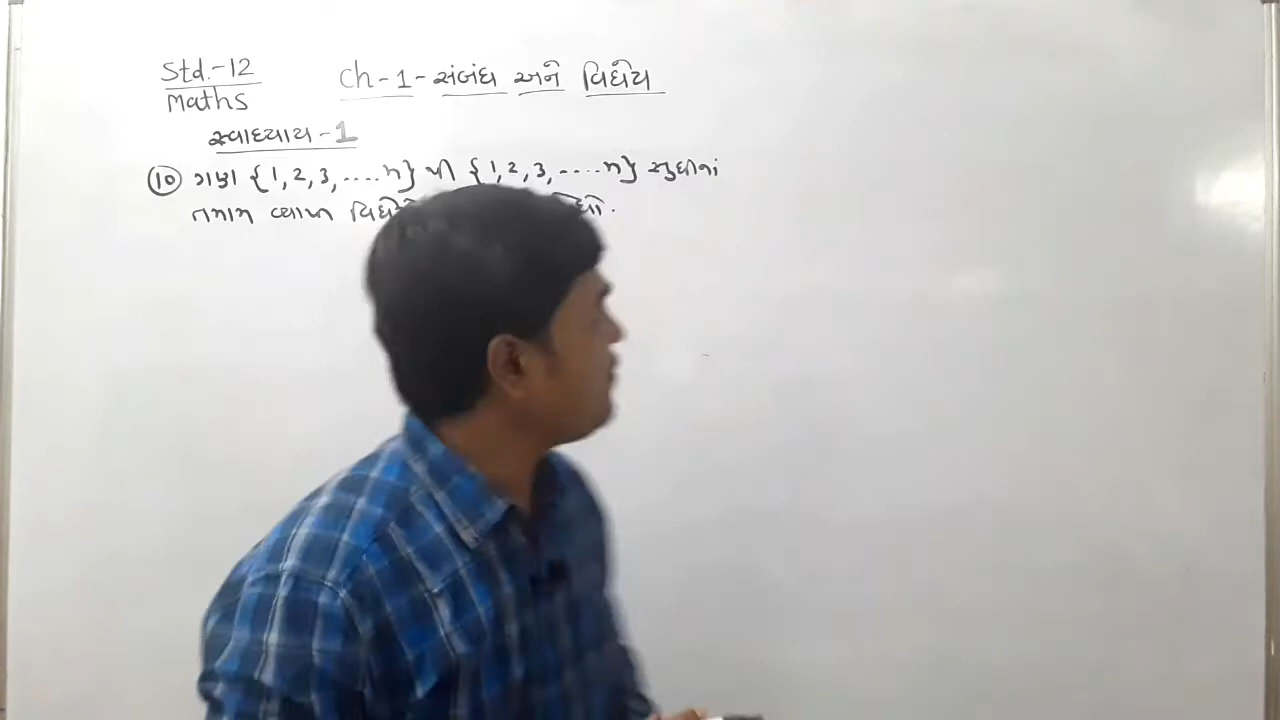 Std.-12
Maths
Ch-1-સંબંધ અને વિધેય
સ્વાધ્યાય-1
(10) ગણ {1,2,3,....n} થી {1,2,3,....n} સુધીનાં
તમામ વ્યાપ્ત